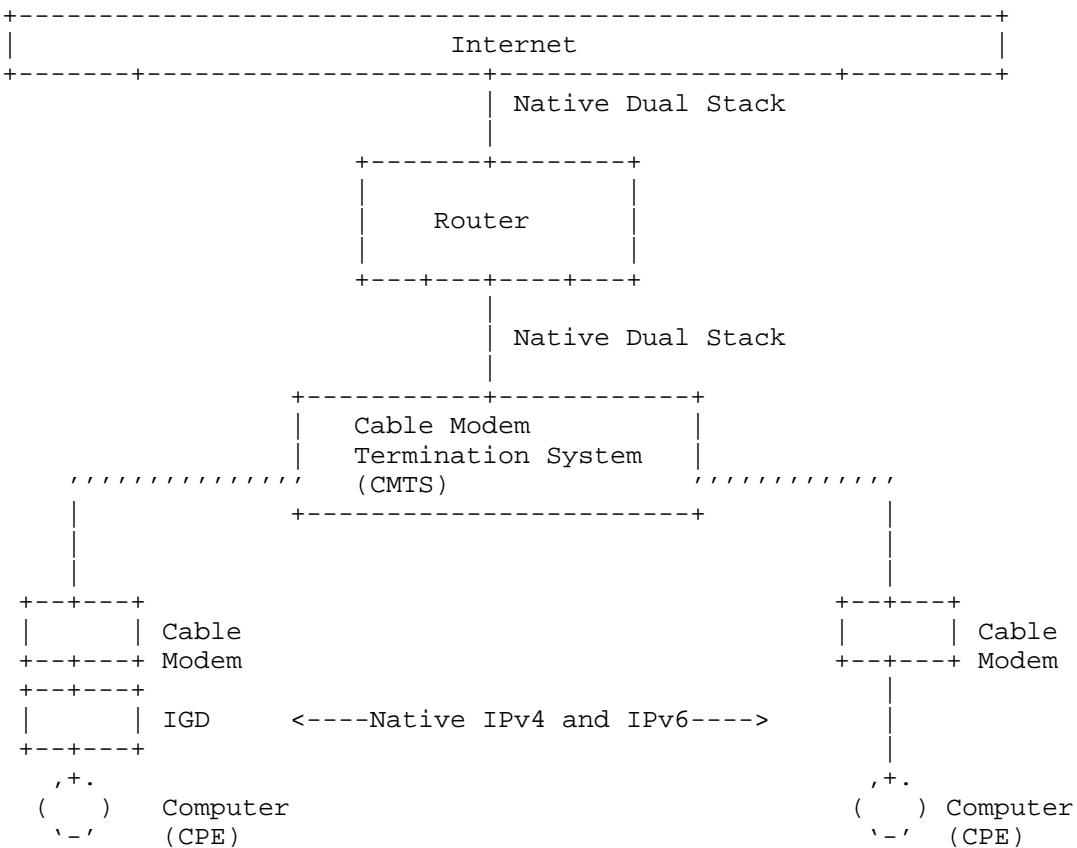 Internet
Native Dual Stack
Router
Native Dual Stack
Cable Modem
Termination System
(CMTS)
Cable
Modem
Cable
Modem
IGD
<----Native IPv4 and IPv6---->
Computer
(CPE)
Computer
(CPE)